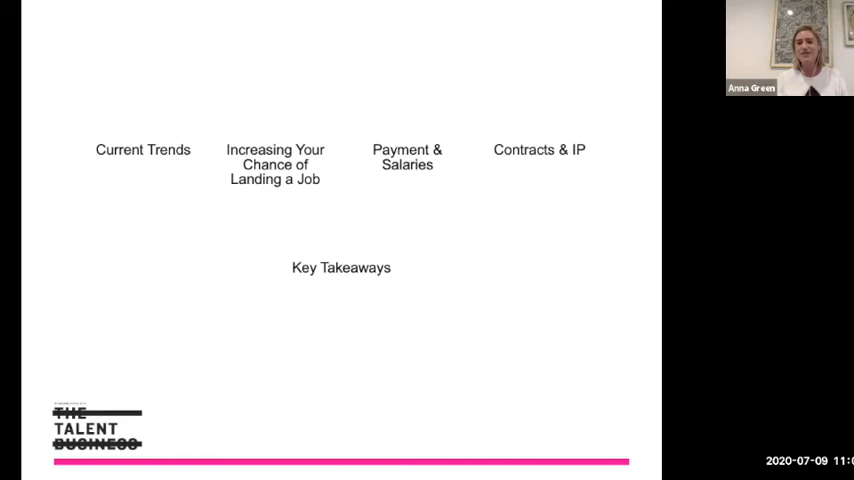 Anna Green
Current Trends
Increasing Your
Chance of
Landing a Job
Payment &
Salaries
Contracts & IP
Key Takeaways
THE
TALENT
BUSINESS
2020-07-09 11:0